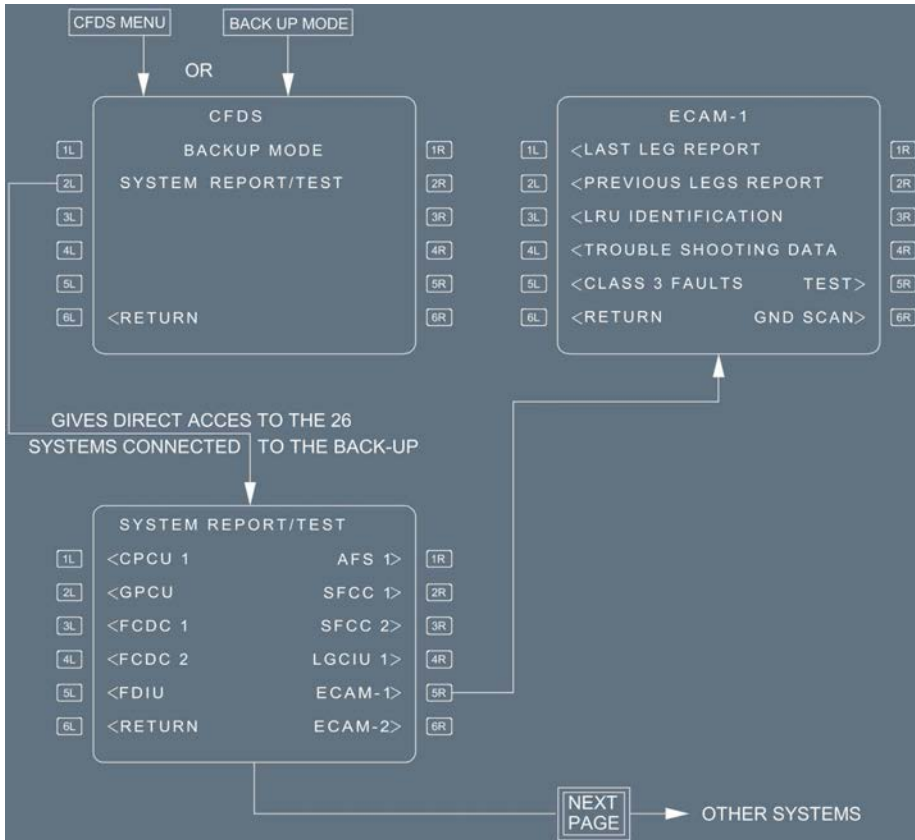 CFDS MENU
BACK UP MODE
OR
CFDS
1L BACKUP MODE 1R
2L SYSTEM REPORT/TEST 2R
3L 3R
4L 4R
5L 5R
6L <RETURN 6R
ECAM-1
1L <LAST LEG REPORT 1R
2L <PREVIOUS LEGS REPORT 2R
3L <LRU IDENTIFICATION 3R
4L <TROUBLE SHOOTING DATA 4R
5L <CLASS 3 FAULTS TEST> 5R
6L <RETURN GND SCAN> 6R
GIVES DIRECT ACCES TO THE 26
SYSTEMS CONNECTED TO THE BACK-UP
SYSTEM REPORT/TEST
1L <CPCU 1 AFS 1> 1R
2L <GPCU SFCC 1> 2R
3L <FCDC 1 SFCC 2> 3R
4L <FCDC 2 LGCIU 1> 4R
5L <FDIU ECAM-1> 5R
6L <RETURN ECAM-2> 6R
NEXT
PAGE
OTHER SYSTEMS